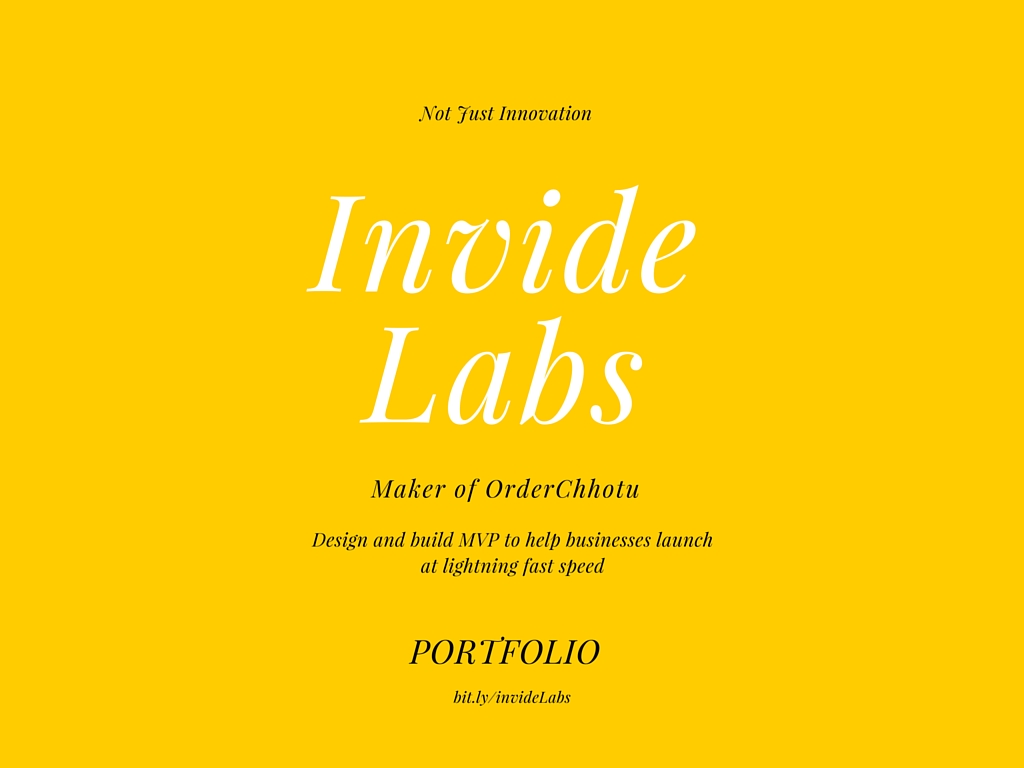 Not Just Innovation
Invide
Labs
Maker of OrderChhotu
Design and build MVP to help businesses launch
at lightning fast speed
PORTFOLIO
bit.ly/invideLabs